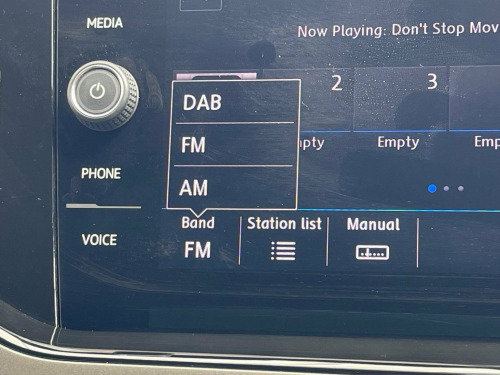 MEDIA
Now Playing: Don't Stop Mov
DAB
2
3
FM
Empty
Emp
PHONE
AM
Band
Station list
Manual
VOICE
FM